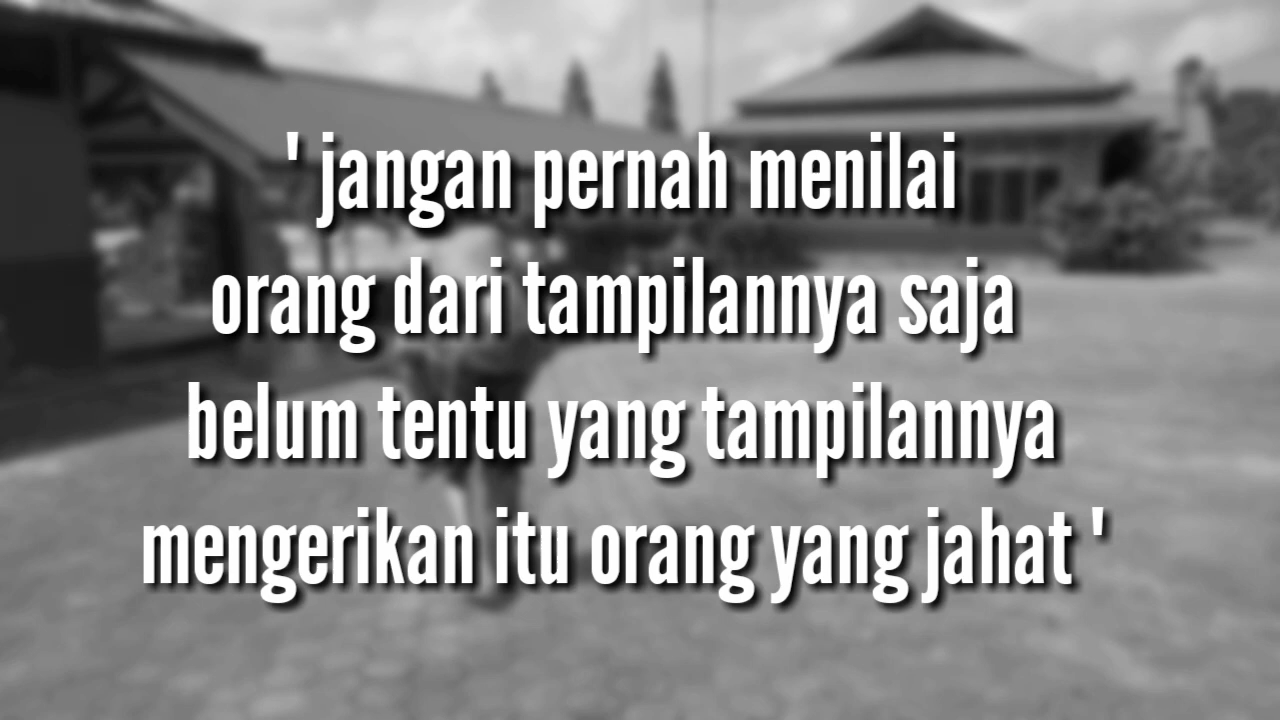 ' jangan pernah menilai
orang dari tampilannya saja
belum tentu yang tampilannya
mengerikan itu orang yang jahat '